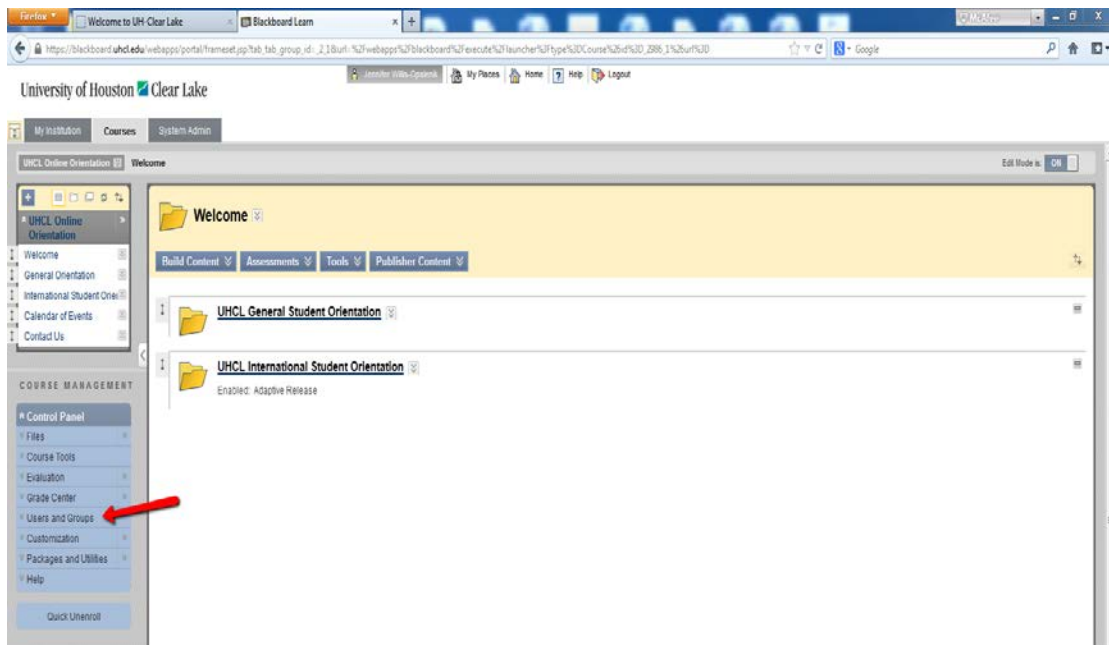 Firefox
Welcome to UH-Clear Lake
Blackboard Learn
Google
University of Houston Clear Lake
My Places
Home
Help
Logout
My Institution
Courses
System Admin
UHCL Online Orientation
Welcome
Edit Mode is:
ON
UHCL Online
Orientation
Welcome
General Orientation
International Student Orie
Calendar of Events
Contact Us
Welcome
Build Content
Assessments
Tools
Publisher Content
UHCL General Student Orientation
UHCL International Student Orientation
Enabled: Adaptive Release
COURSE MANAGEMENT
Control Panel
Files
Course Tools
Evaluation
Grade Center
Users and Groups
Customization
Packages and Utilities
Help
Quick Unenroll